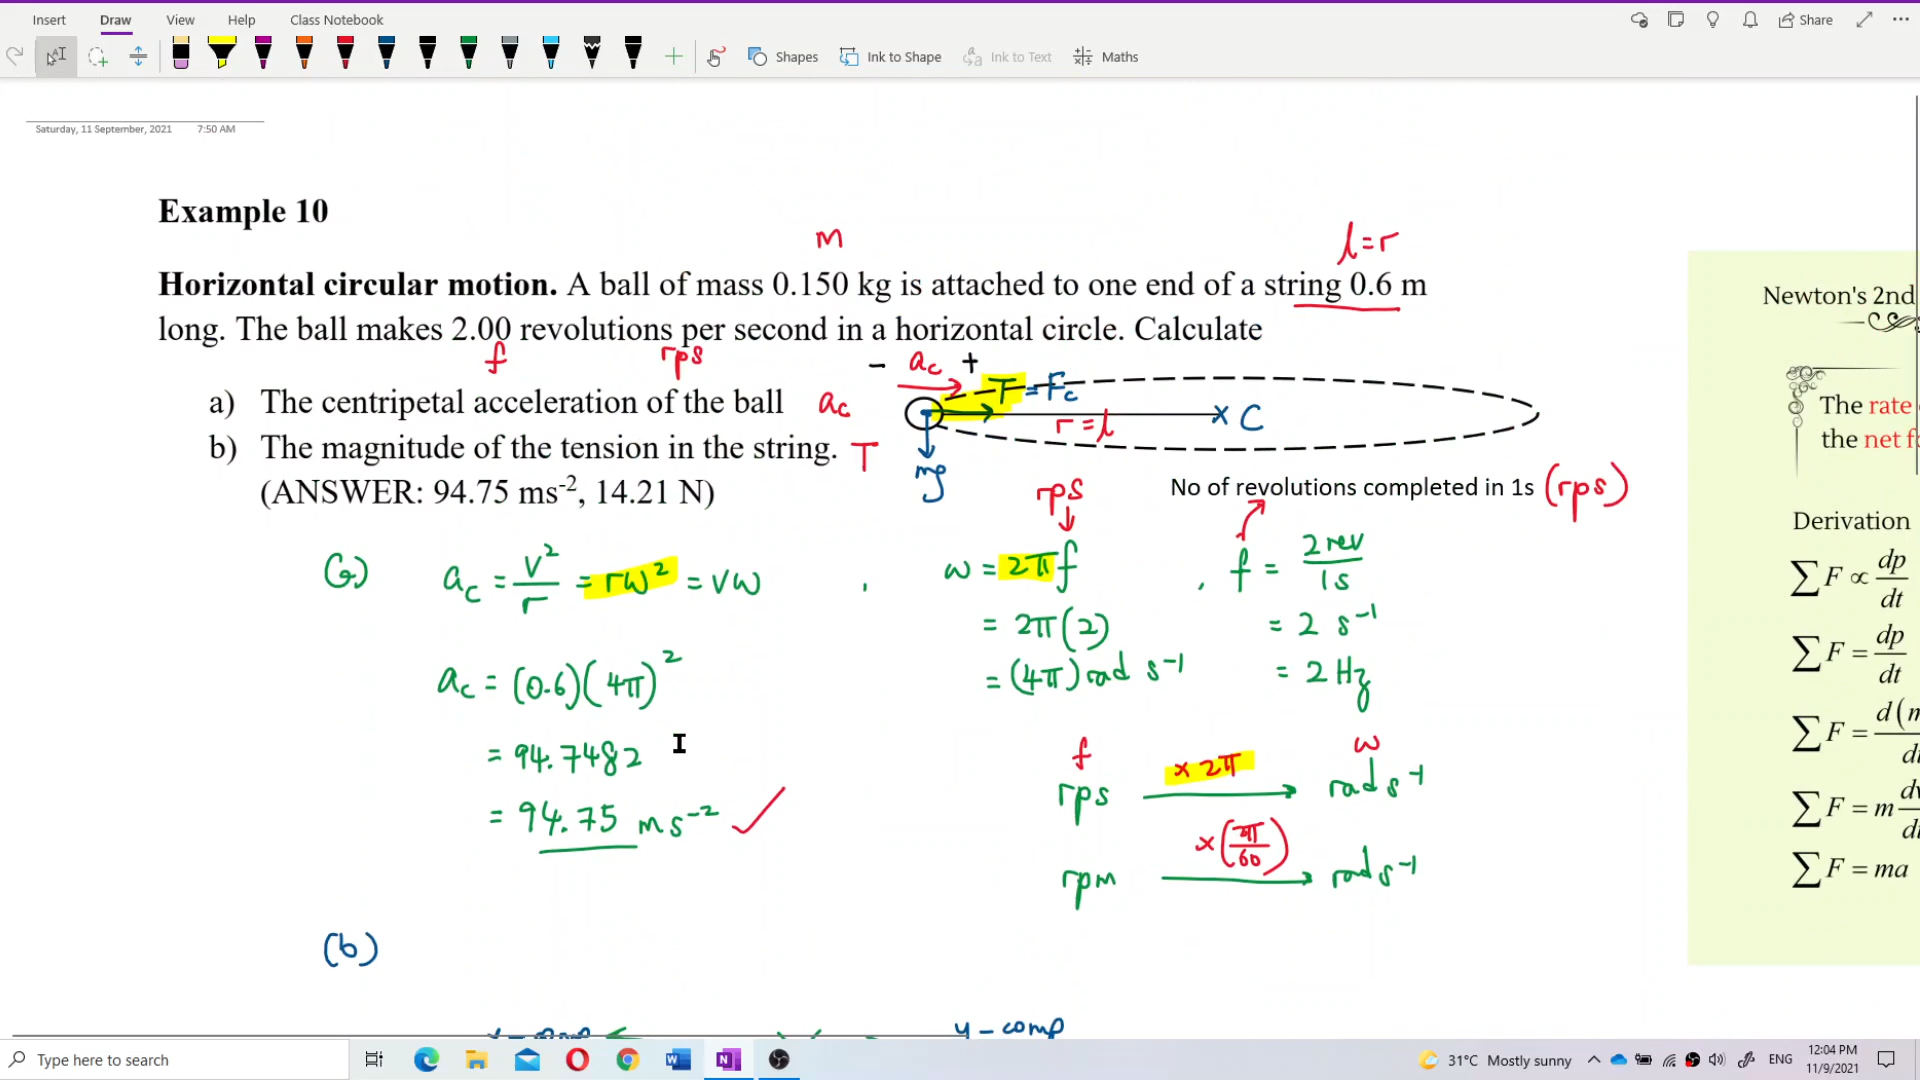 Insert Draw View Help Class Notebook
Share
Shapes Ink to Shape Ink to Text Maths
Saturday, 11 September, 2021 7:50 AM
Example 10
m
l=r
Horizontal circular motion. A ball of mass 0.150 kg is attached to one end of a string 0.6 m
long. The ball makes 2.00 revolutions per second in a horizontal circle. Calculate
f rps
a) The centripetal acceleration of the ball ac
b) The magnitude of the tension in the string. T
(ANSWER: 94.75 ms-2, 14.21 N)
- ac +
T = Fc
r = l × C
mg
rps
No of revolutions completed in 1s (rps)
(a) ac = v²/r = rω² = vω , ω = 2πf , f = 2 rev/1s
= 2π(2) = 2 s⁻¹
ac = (0.6)(4π)² = (4π) rad s⁻¹ = 2 Hz
= 94.7482
= 94.75 ms⁻² ✓
f ω
rps × 2π rad s⁻¹
rpm ×(2π/60) rad s⁻¹
(b)
y - comp
Newton's 2nd
The rate
the net f
Derivation
∑F ∝ dp/dt
∑F = dp/dt
∑F = d(m
∑F = m dv
∑F = ma
Type here to search
31°C Mostly sunny
ENG
12:04 PM
11/9/2021